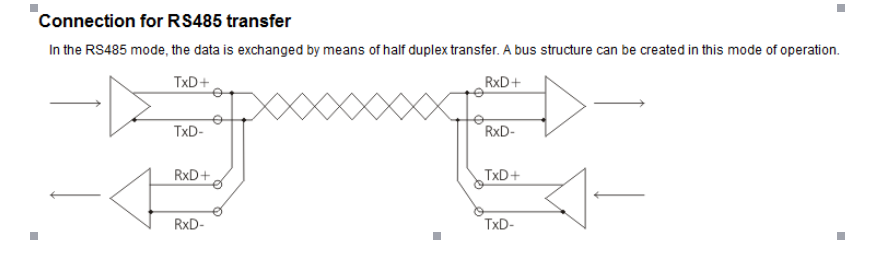 Connection for RS485 transfer
In the RS485 mode, the data is exchanged by means of half duplex transfer. A bus structure can be created in this mode of operation.
TxD+
RxD+
TxD-
RxD-
RxD+
TxD+
RxD-
TxD-